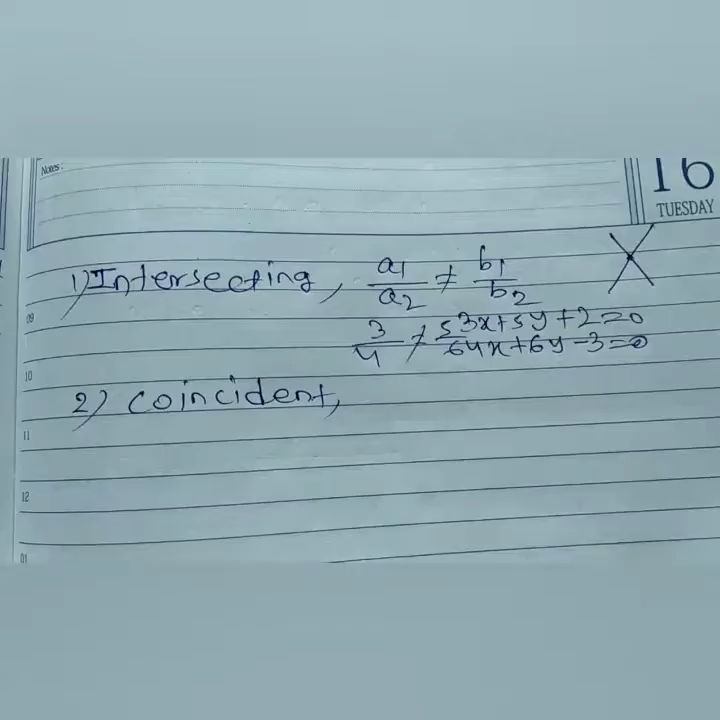 Notes:
16
TUESDAY
1) Intersecting, a1/a2 ≠ b1/b2
09
3/4 ≠ 5/6
3x+5y+2=0
4x+6y-3=0
10
2) Coincident,
11
12
01